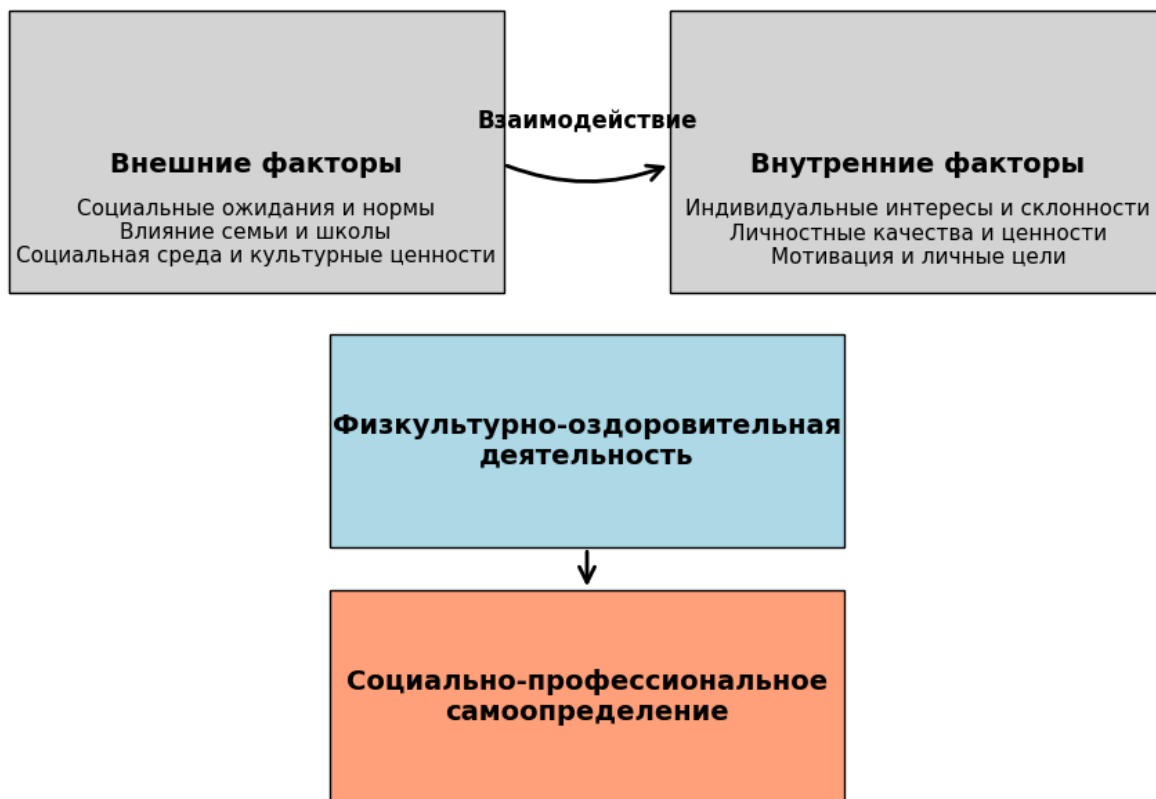 Взаимодействие
Внешние факторы
Социальные ожидания и нормы
Влияние семьи и школы
Социальная среда и культурные ценности
Внутренние факторы
Индивидуальные интересы и склонности
Личностные качества и ценности
Мотивация и личные цели
Физкультурно-оздоровительная
деятельность
Социально-профессиональное
самоопределение